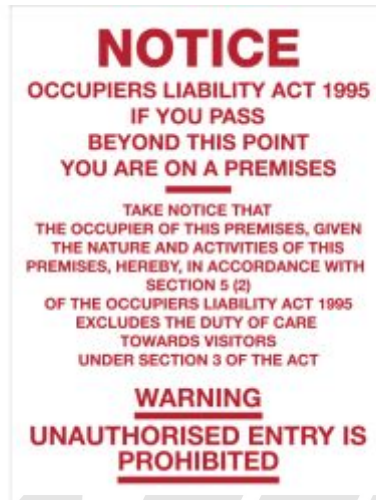 NOTICE
OCCUPIERS LIABILITY ACT 1995
IF YOU PASS
BEYOND THIS POINT
YOU ARE ON A PREMISES
TAKE NOTICE THAT
THE OCCUPIER OF THIS PREMISES, GIVEN
THE NATURE AND ACTIVITIES OF THIS
PREMISES, HEREBY, IN ACCORDANCE WITH
SECTION 5 (2)
OF THE OCCUPIERS LIABILITY ACT 1995
EXCLUDES THE DUTY OF CARE
TOWARDS VISITORS
UNDER SECTION 3 OF THE ACT
WARNING
UNAUTHORISED ENTRY IS
PROHIBITED